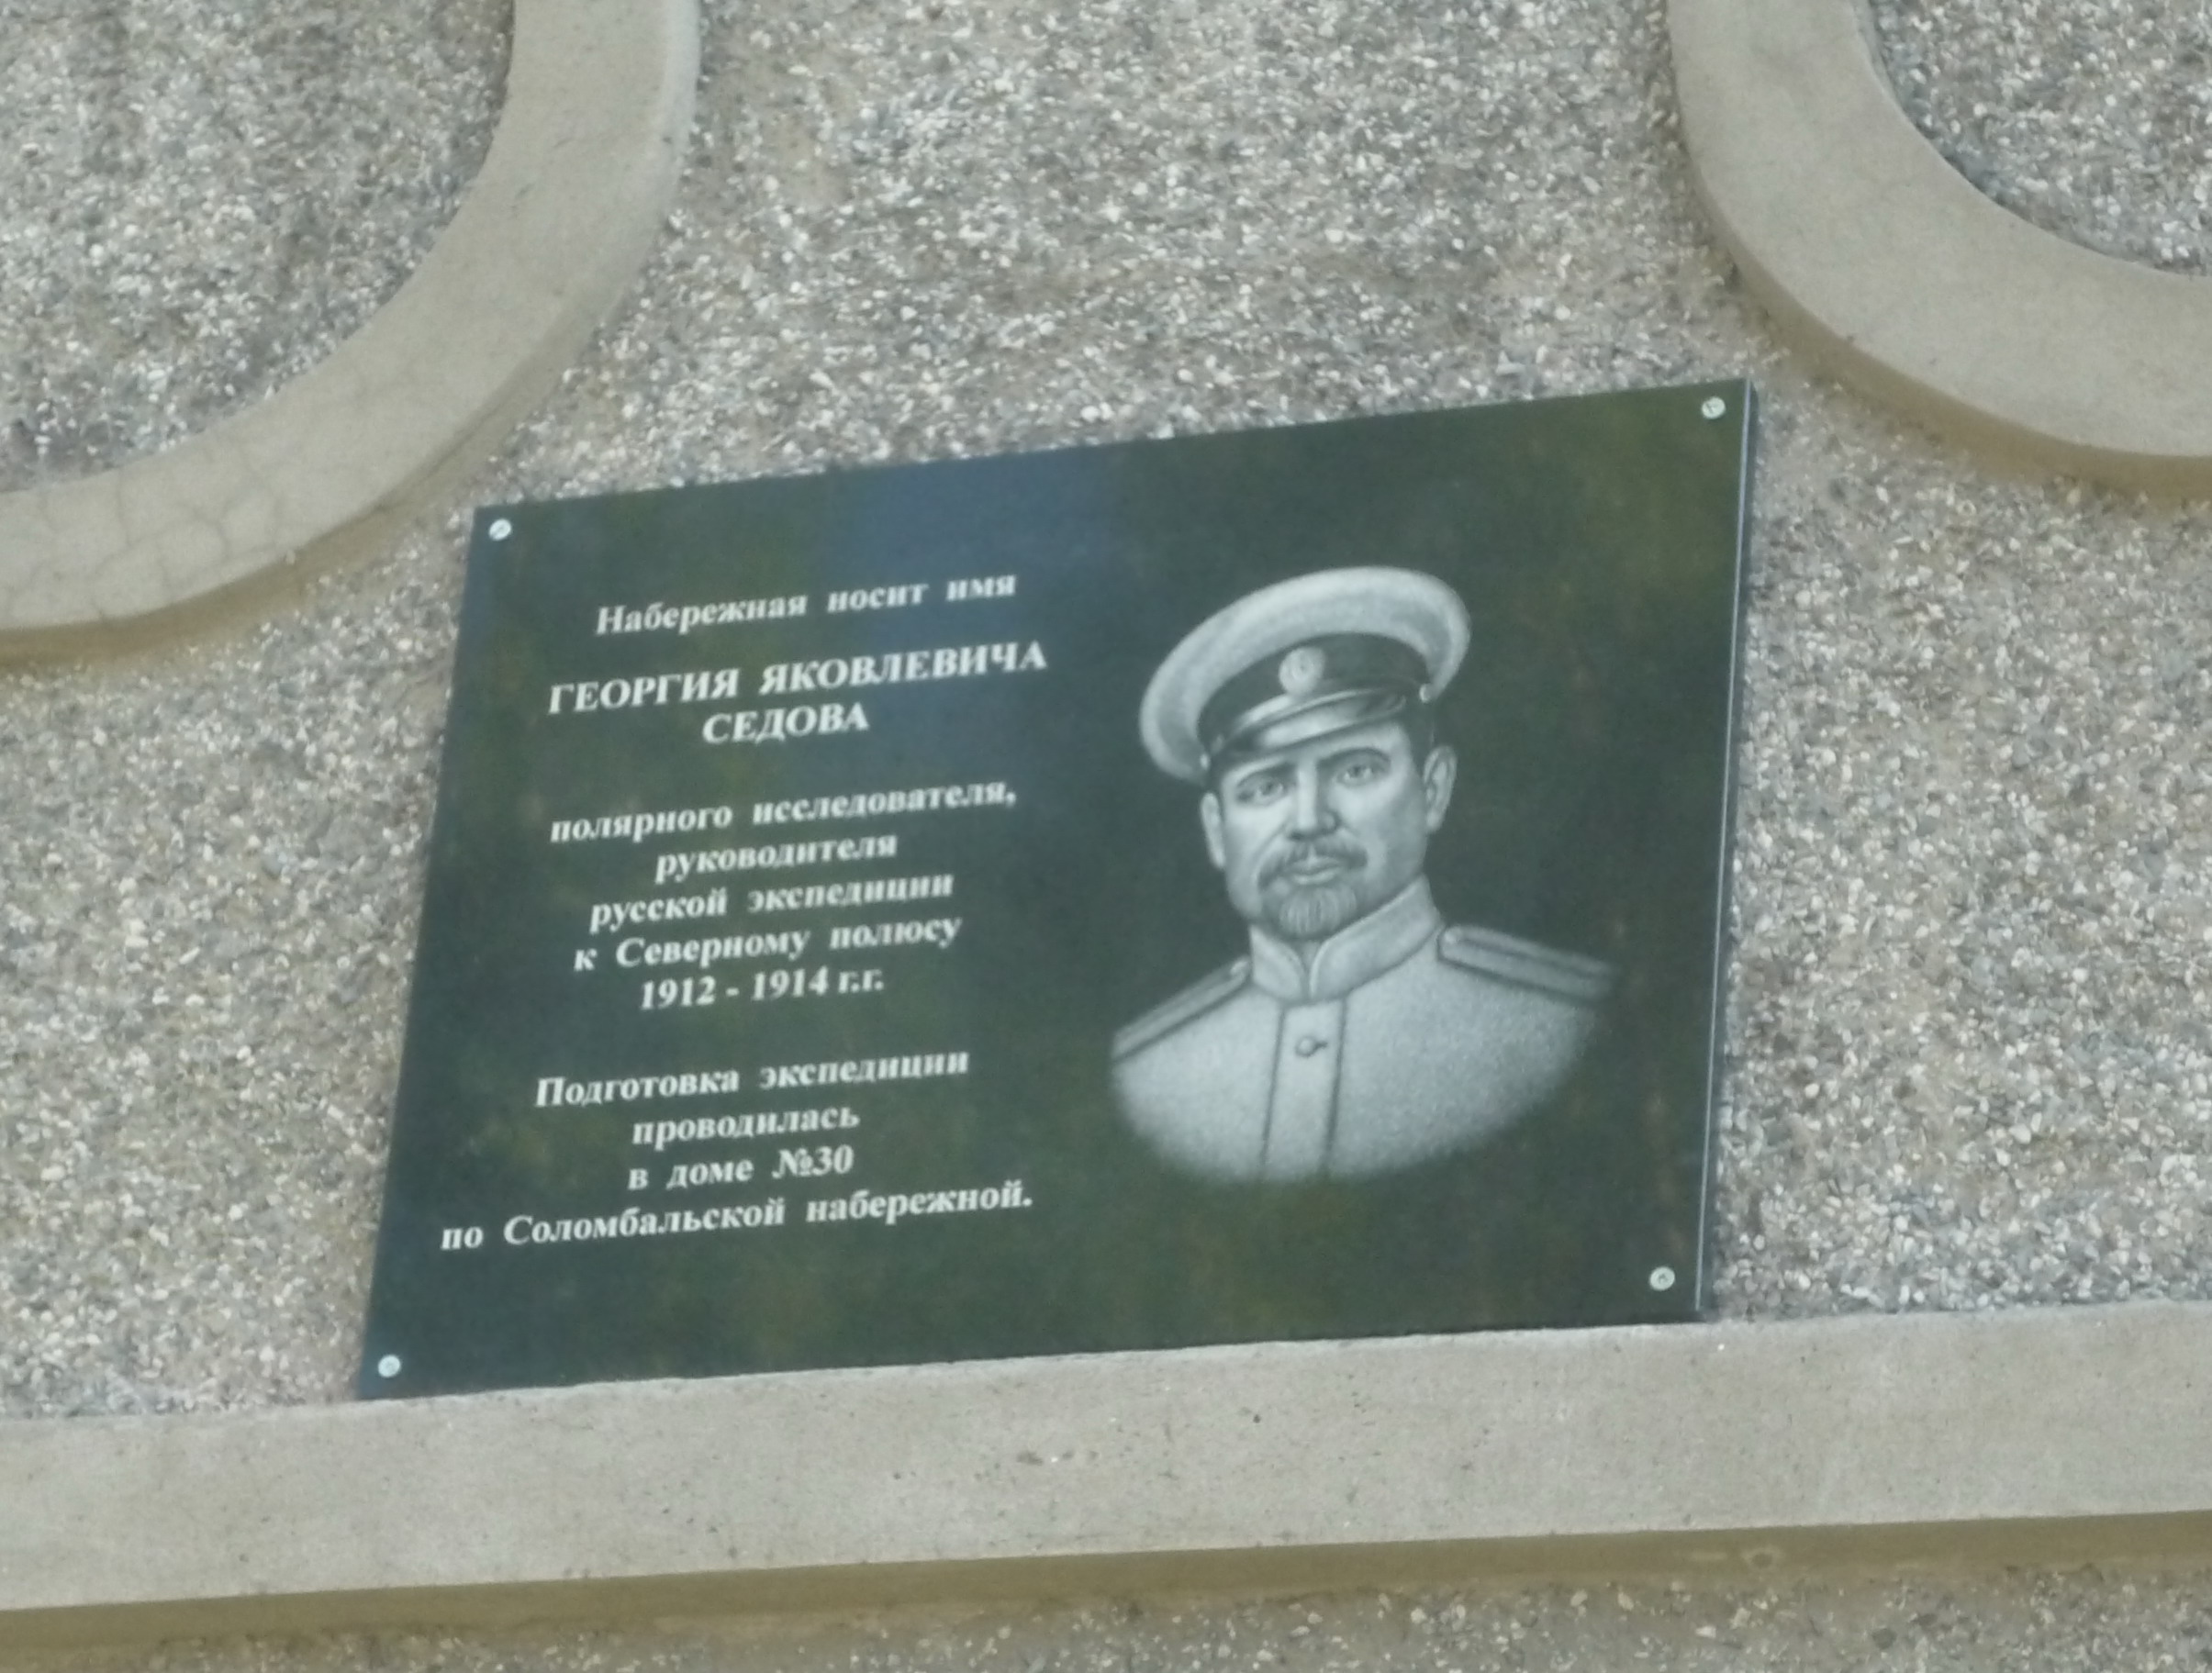 Набережная носит имя
ГЕОРГИЯ ЯКОВЛЕВИЧА
СЕДОВА
полярного исследователя,
руководителя
русской экспедиции
к Северному полюсу
1912 - 1914 г.г.
Подготовка экспедиции
проводилась
в доме №30
по Соломбальской набережной.